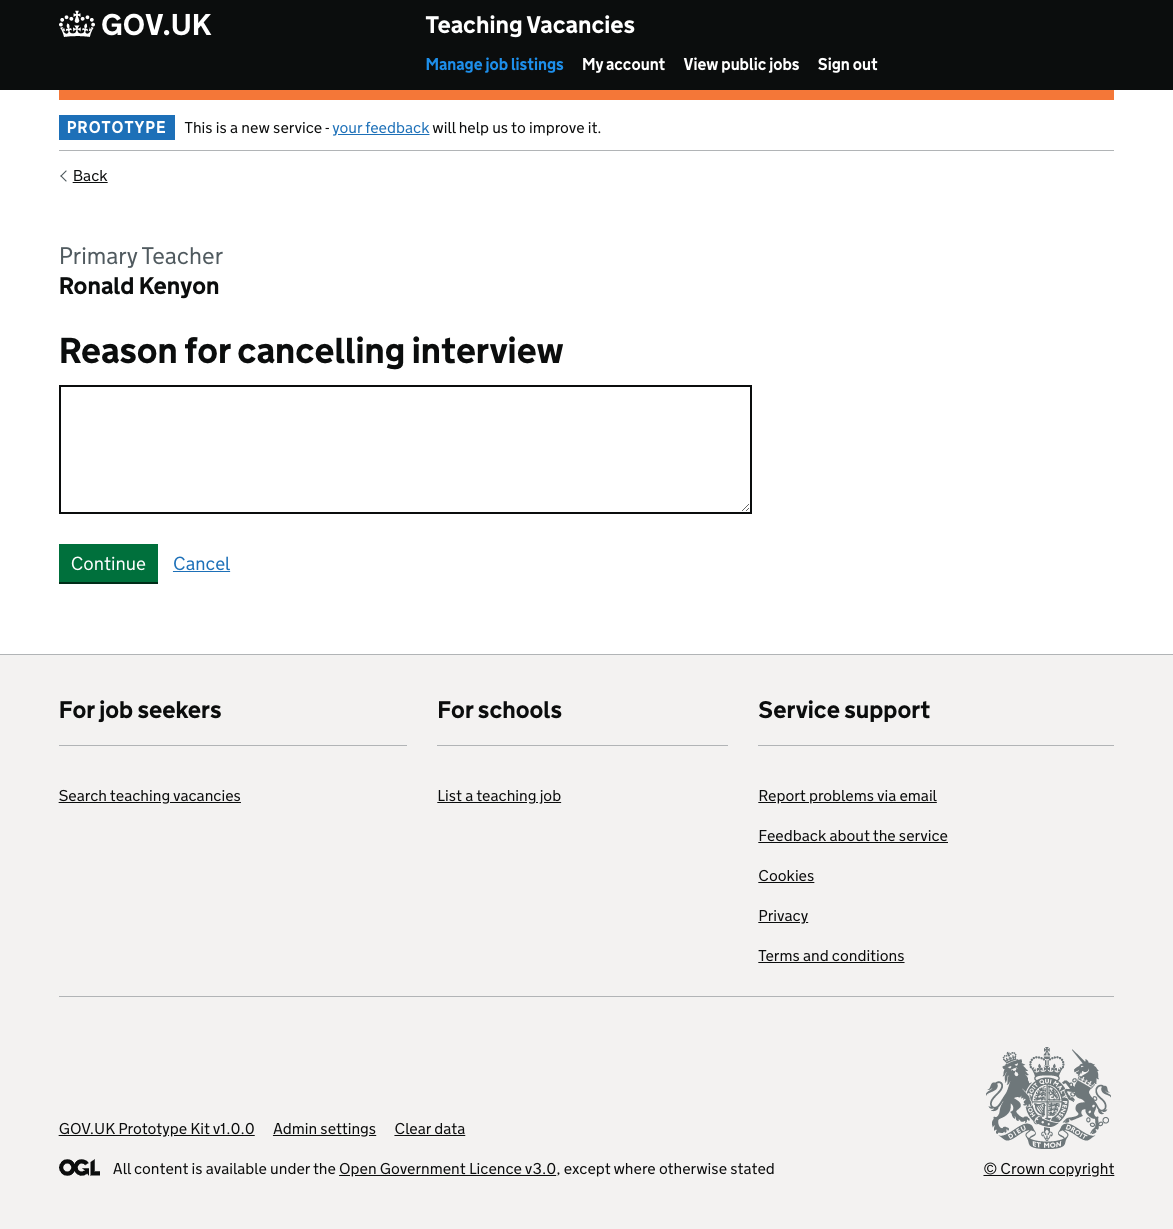 GOV.UK
Teaching Vacancies
Manage job listings My account View public jobs Sign out
PROTOTYPE This is a new service - your feedback will help us to improve it.
Back
Primary Teacher
Ronald Kenyon
Reason for cancelling interview
Continue Cancel
For job seekers
Search teaching vacancies
For schools
List a teaching job
Service support
Report problems via email
Feedback about the service
Cookies
Privacy
Terms and conditions
GOV.UK Prototype Kit v1.0.0 Admin settings Clear data
OGL All content is available under the Open Government Licence v3.0, except where otherwise stated
© Crown copyright